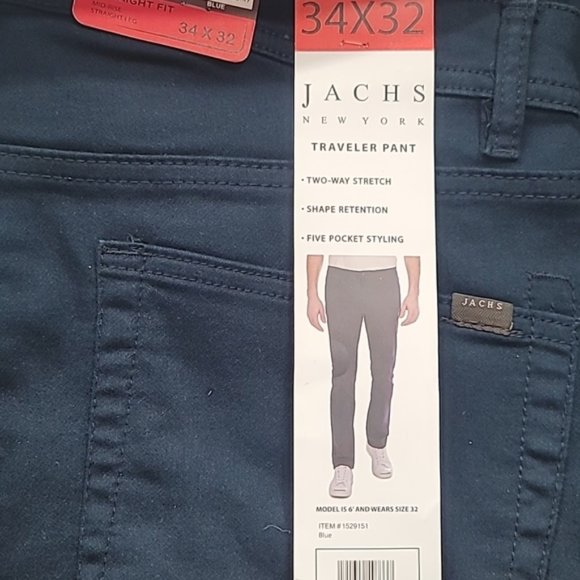 FIT
MID-RISE
STRAIGHT LEG
BLUE
34 X 32
34X32
JACHS
NEW YORK
TRAVELER PANT
• TWO-WAY STRETCH
• SHAPE RETENTION
• FIVE POCKET STYLING
JACHS
MODEL IS 6' AND WEARS SIZE 32
ITEM # 1529151
Blue